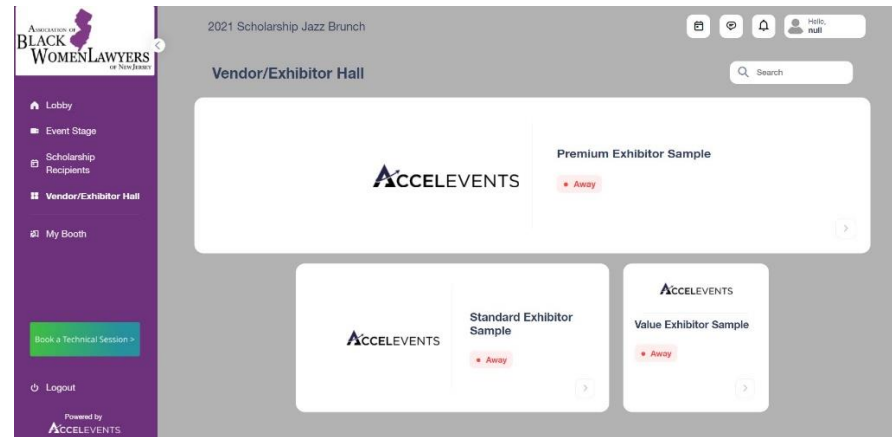 ASSOCIATION OF
BLACK
WOMENLAWYERS
OF NEW JERSEY
2021 Scholarship Jazz Brunch
Hello,
null
Vendor/Exhibitor Hall
Search
Lobby
Event Stage
Scholarship
Recipients
Vendor/Exhibitor Hall
My Booth
Book a Technical Session >
Logout
Powered by
ACCELEVENTS
ACCELEVENTS
Premium Exhibitor Sample
Away
ACCELEVENTS
Standard Exhibitor
Sample
Away
ACCELEVENTS
Value Exhibitor Sample
Away